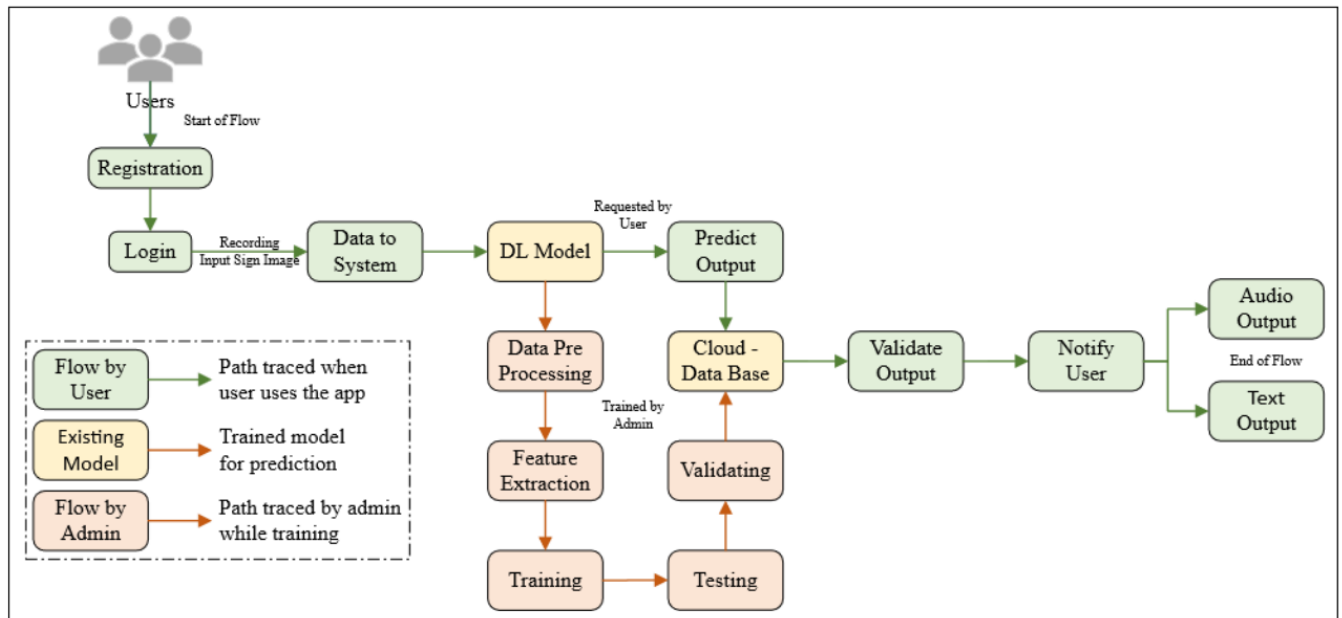 Users
Start of Flow
Registration
Login
Recording
Input Sign Image
Data to
System
DL Model
Requested by
User
Predict
Output
Data Pre
Processing
Cloud -
Data Base
Validate
Output
Notify
User
Audio
Output
End of Flow
Text
Output
Trained by
Admin
Feature
Extraction
Validating
Training
Testing
Flow by
User
Path traced when
user uses the app
Existing
Model
Trained model
for prediction
Flow by
Admin
Path traced by admin
while training